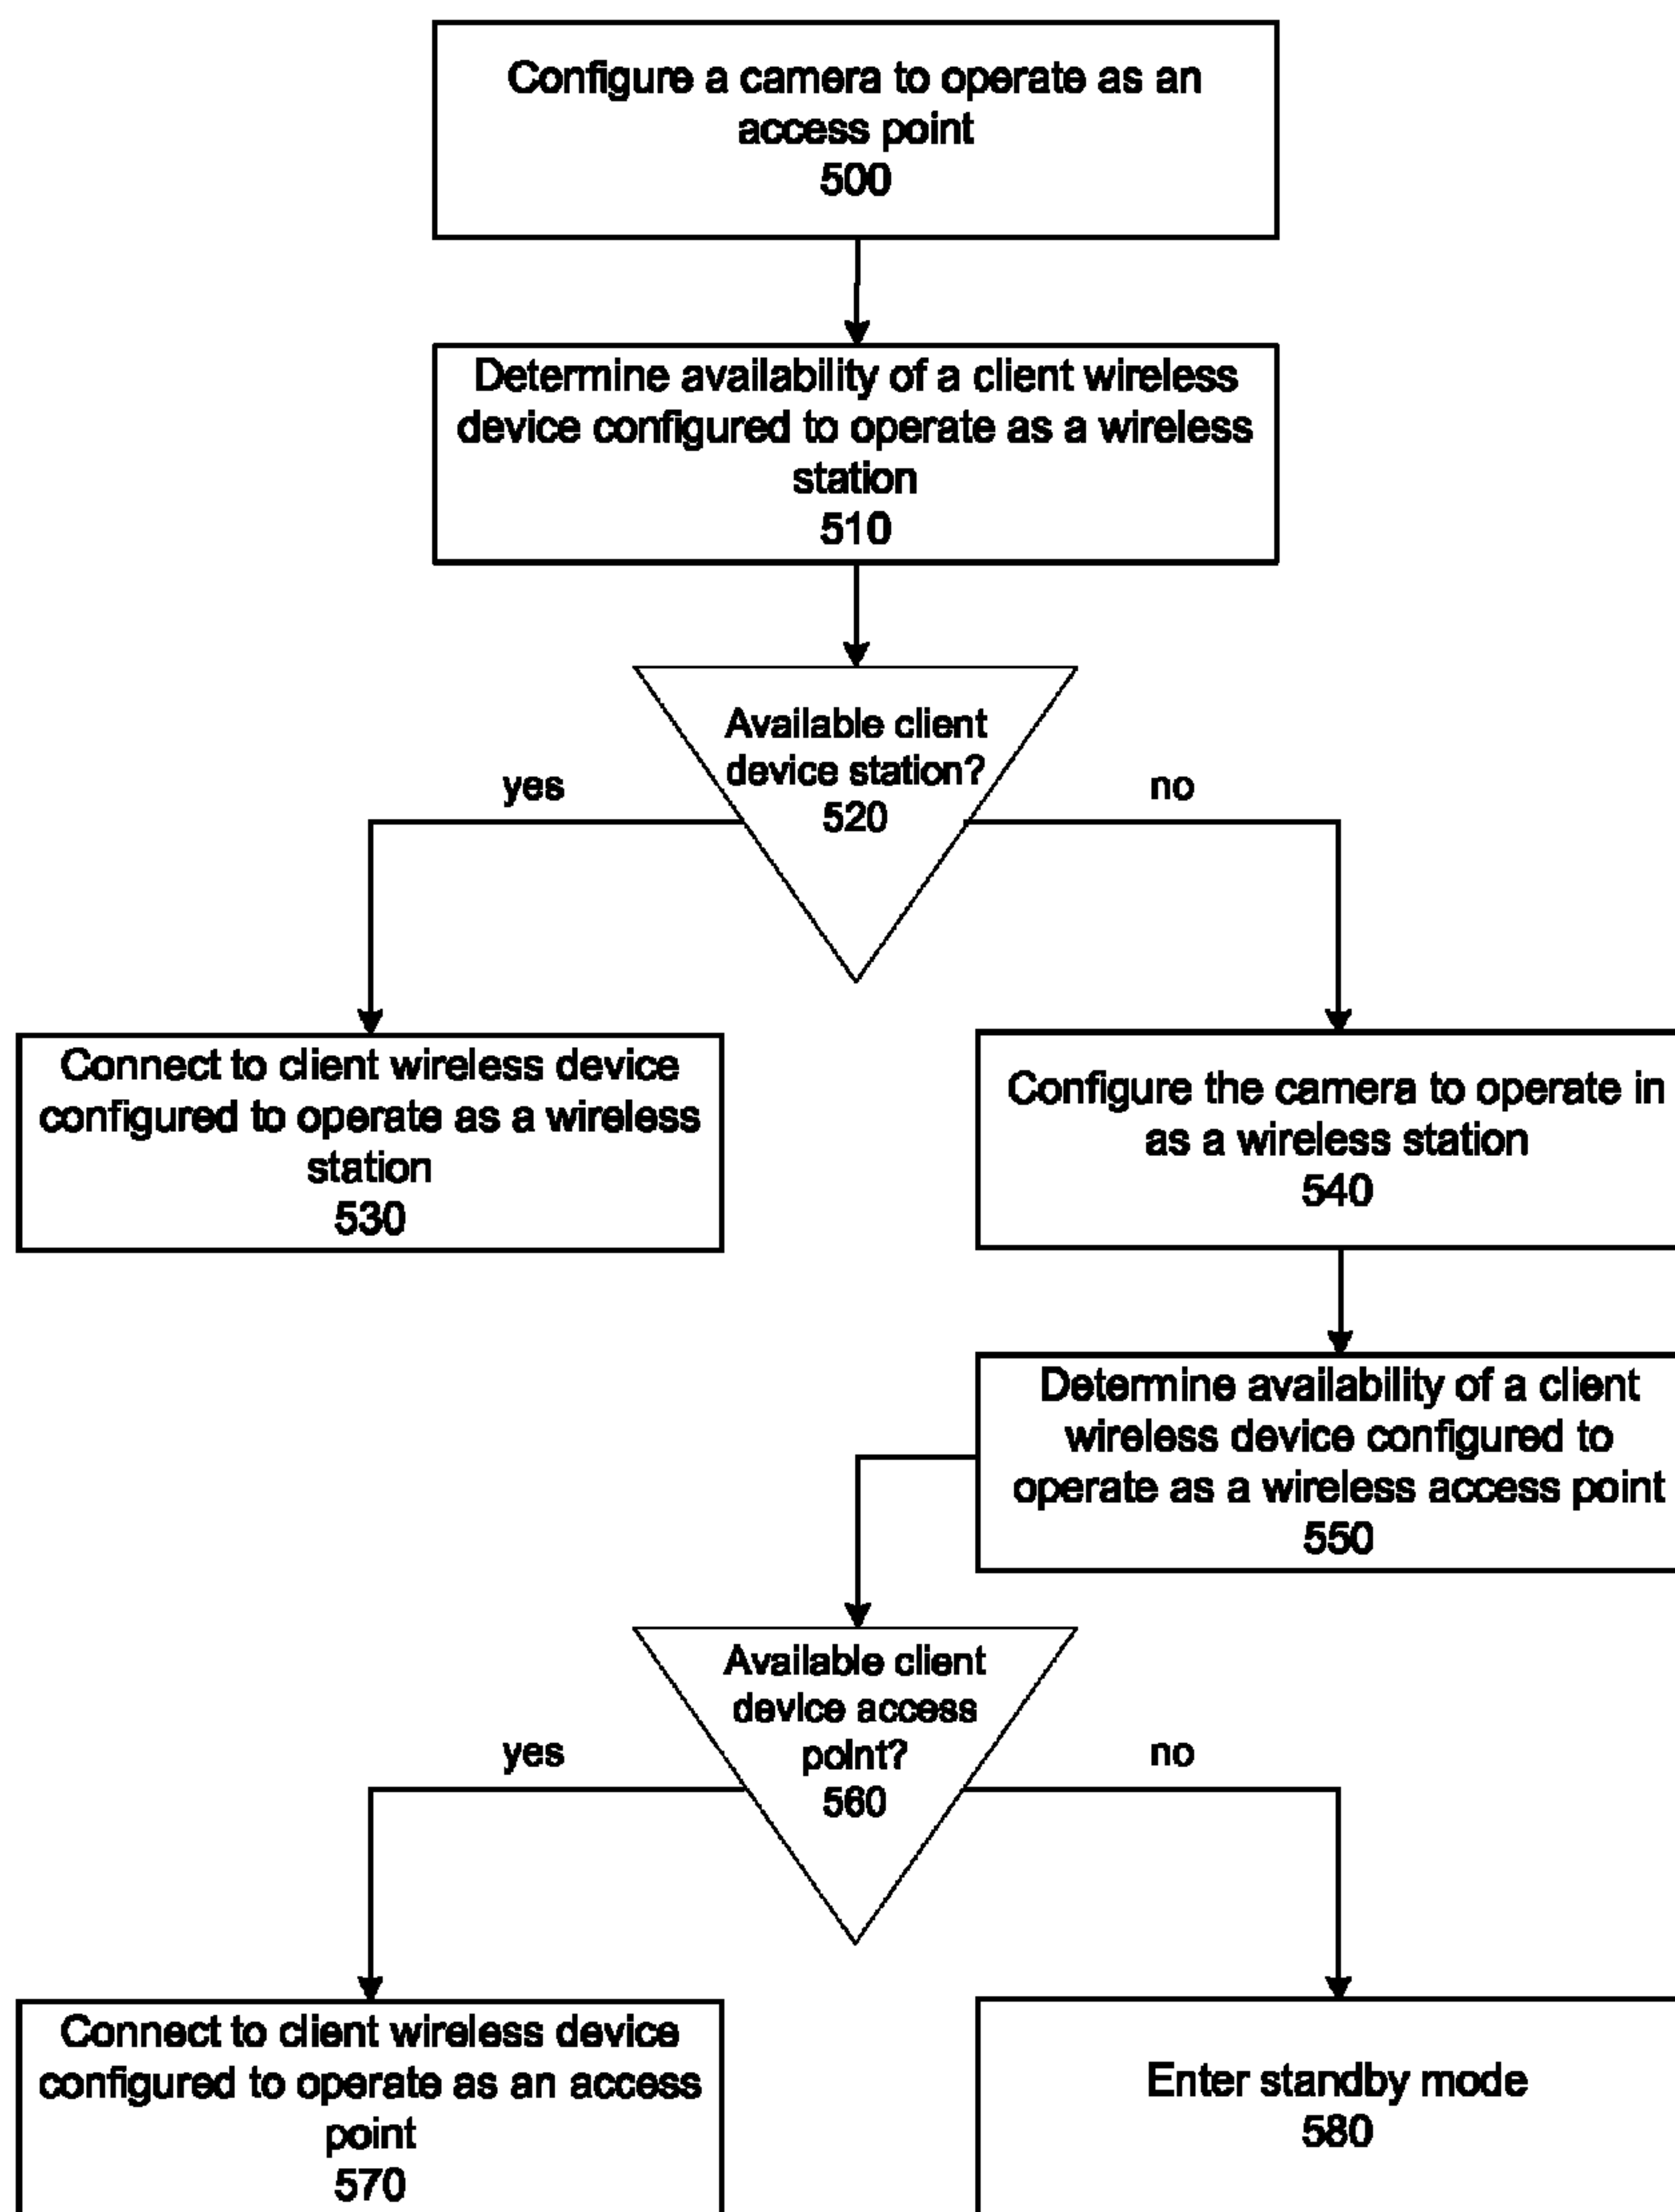 Configure a camera to operate as an
access point
500
Determine availability of a client wireless
device configured to operate as a wireless
station
510
Available client
device station?
520
yes
no
Connect to client wireless device
configured to operate as a wireless
station
530
Configure the camera to operate in
as a wireless station
540
Determine availability of a client
wireless device configured to
operate as a wireless access point
550
Available client
device access
point?
560
yes
no
Connect to client wireless device
configured to operate as an access
point
570
Enter standby mode
580